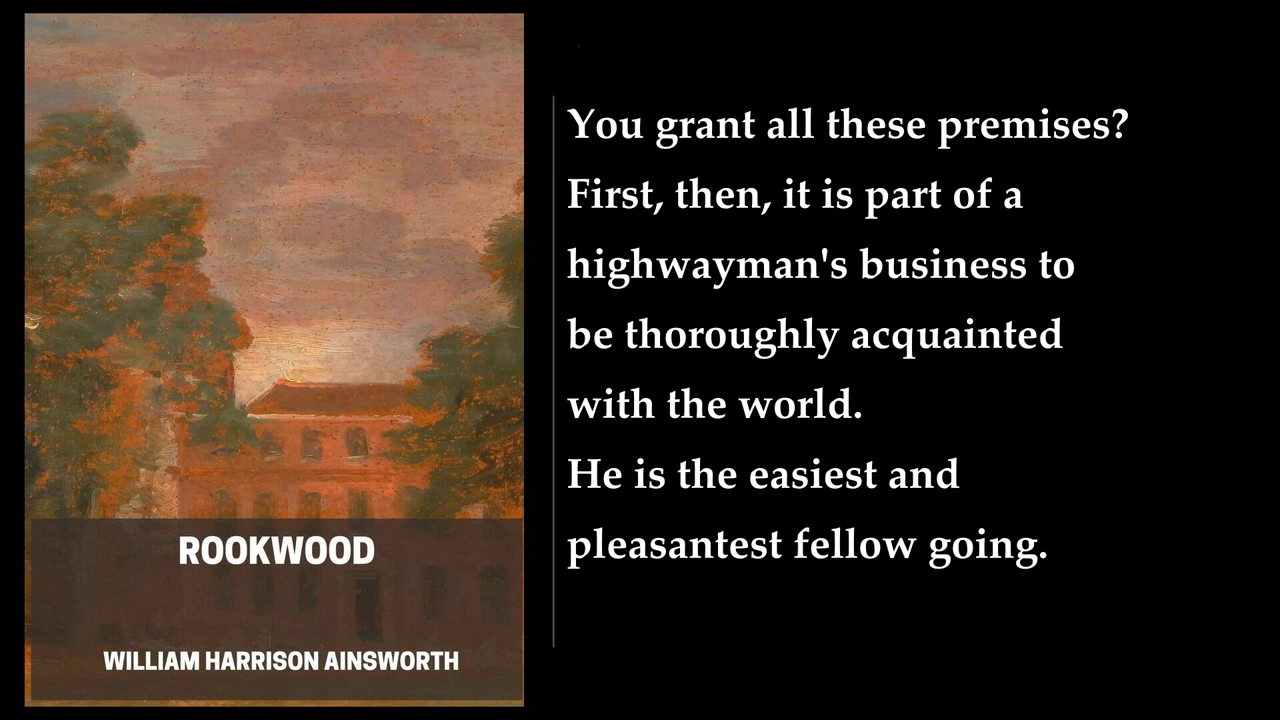 ROOKWOOD
WILLIAM HARRISON AINSWORTH
You grant all these premises?
First, then, it is part of a
highwayman's business to
be thoroughly acquainted
with the world.
He is the easiest and
pleasantest fellow going.